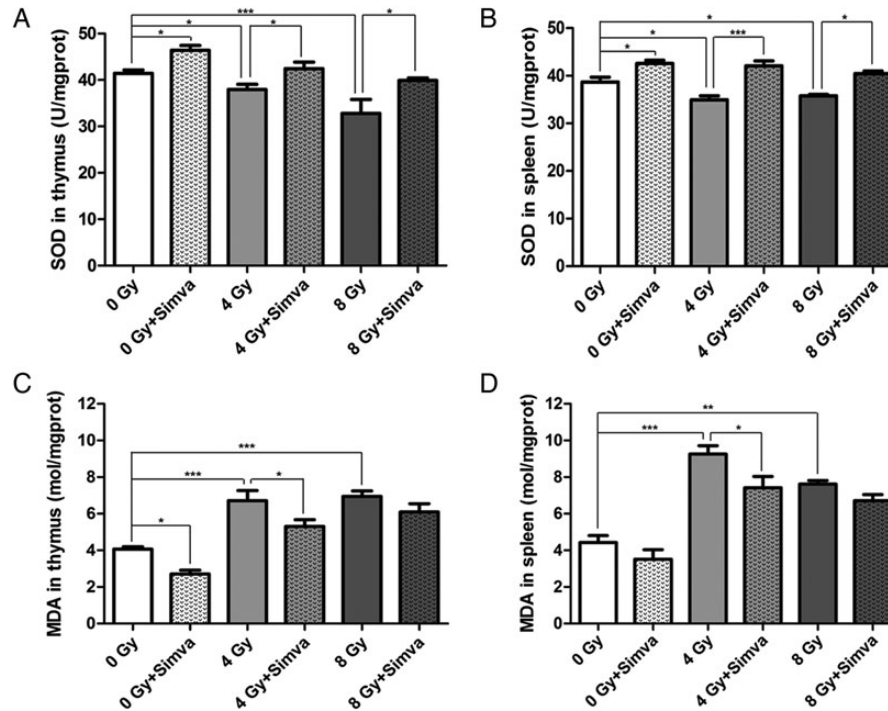 A
SOD in thymus (U/mgprot)
50
40
30
20
10
0
***
*
*
*
*
0 Gy
0 Gy+Simva
4 Gy
4 Gy+Simva
8 Gy
8 Gy+Simva
B
SOD in spleen (U/mgprot)
50
40
30
20
10
0
*
*
*
***
*
0 Gy
0 Gy+Simva
4 Gy
4 Gy+Simva
8 Gy
8 Gy+Simva
C
MDA in thymus (mol/mgprot)
12
10
8
6
4
2
0
***
***
*
*
0 Gy
0 Gy+Simva
4 Gy
4 Gy+Simva
8 Gy
8 Gy+Simva
D
MDA in spleen (mol/mgprot)
12
10
8
6
4
2
0
**
***
*
0 Gy
0 Gy+Simva
4 Gy
4 Gy+Simva
8 Gy
8 Gy+Simva